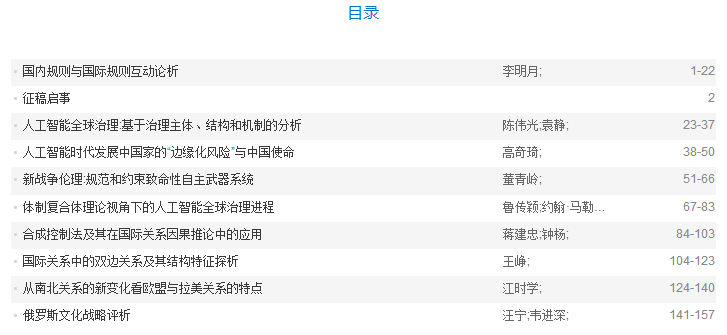 目录
国内规则与国际规则互动论析 李明月; 1-22
征稿启事 2
人工智能全球治理:基于治理主体、结构和机制的分析 陈伟光;袁静; 23-37
人工智能时代发展中国家的“边缘化风险”与中国使命 高奇琦; 38-50
新战争伦理:规范和约束致命性自主武器系统 董青岭; 51-66
体制复合体理论视角下的人工智能全球治理进程 鲁传颖;约翰·马勒... 67-83
合成控制法及其在国际关系因果推论中的应用 蒋建忠;钟杨; 84-103
国际关系中的双边关系及其结构特征探析 王峥; 104-123
从南北关系的新变化看欧盟与拉美关系的特点 江时学; 124-140
俄罗斯文化战略评析 汪宁;韦进深; 141-157